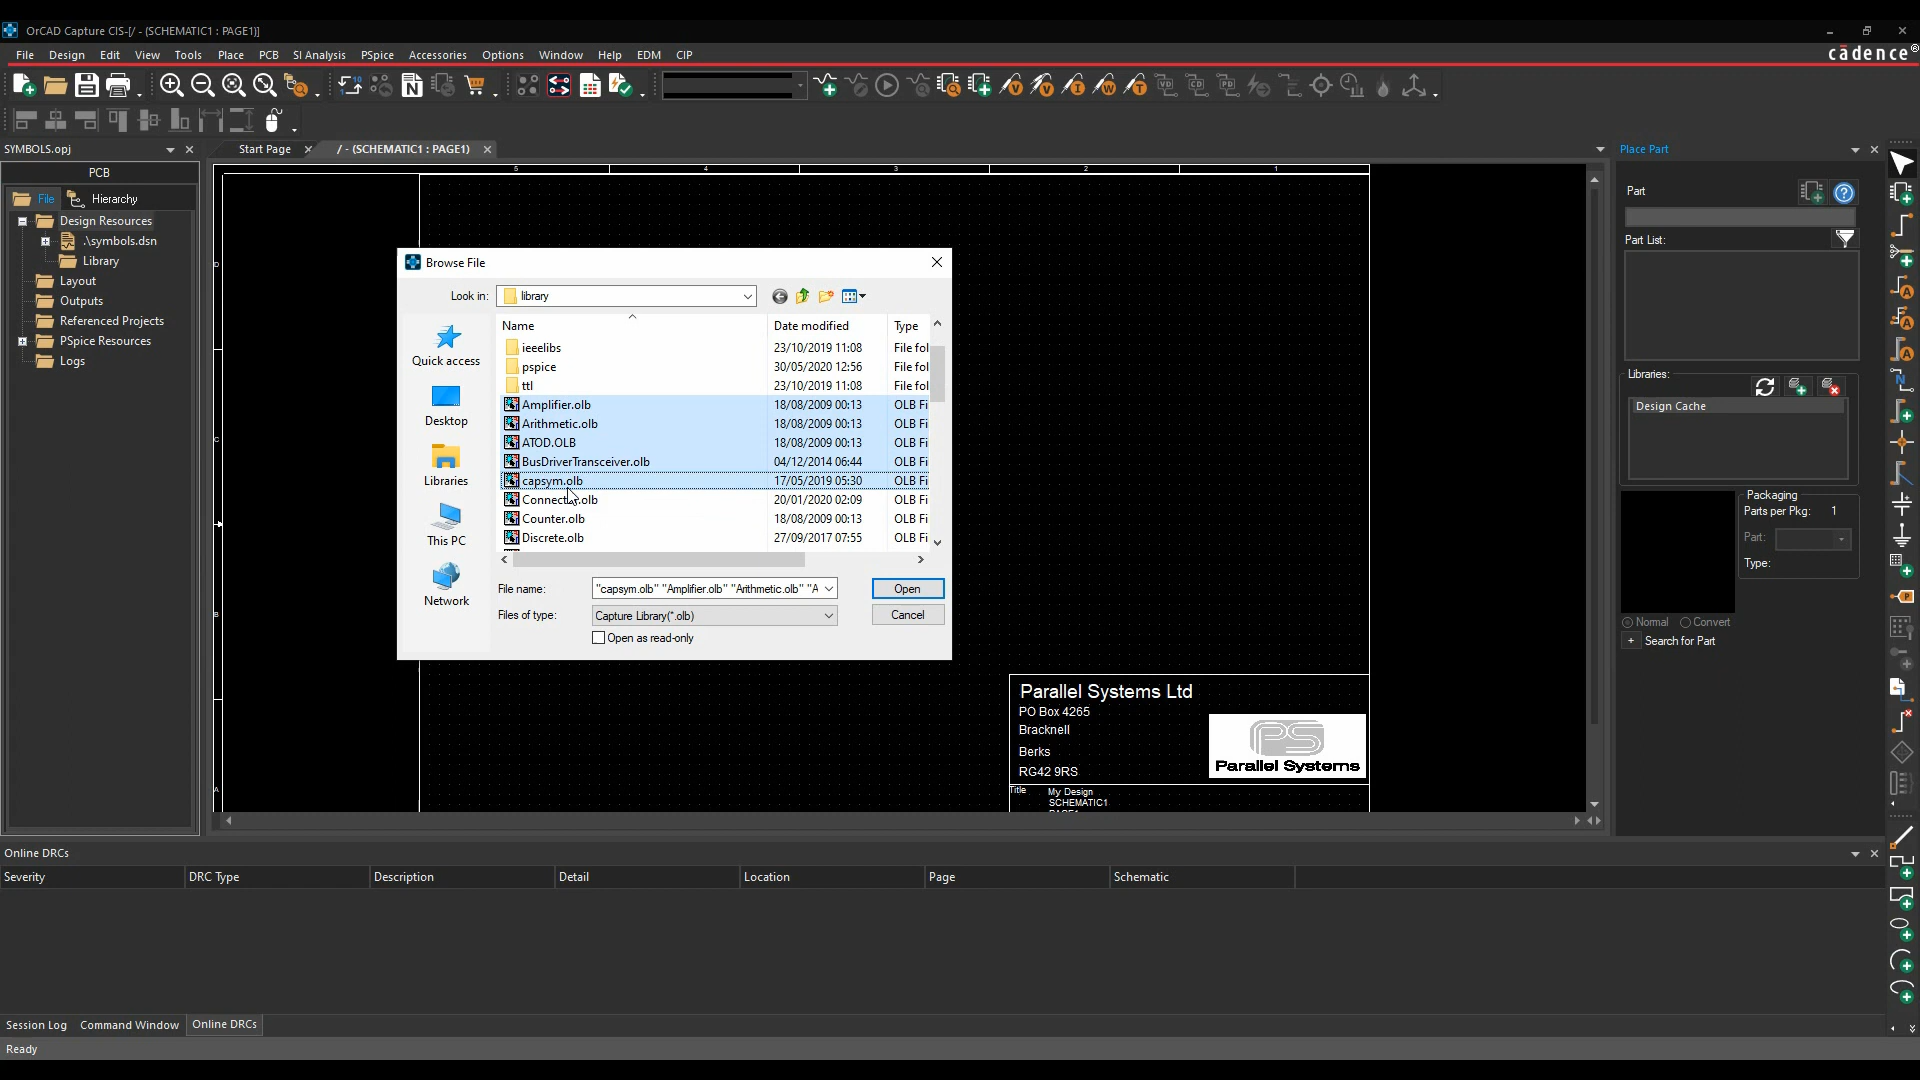 OrCAD Capture CIS-[/ - (SCHEMATIC1 : PAGE1)]
File Design Edit View Tools Place PCB SI Analysis PSpice Accessories Options Window Help EDM CIP
cādence®
SYMBOLS.opj
Start Page
/ - (SCHEMATIC1 : PAGE1)
PCB
File Hierarchy
Design Resources
.\symbols.dsn
Library
Layout
Outputs
Referenced Projects
PSpice Resources
Logs
5 4 3 2 1
D
C
B
A
Browse File
Look in: library
Quick access
Desktop
Libraries
This PC
Network
Name Date modified Type
ieeelibs 23/10/2019 11:08 File fol
pspice 30/05/2020 12:56 File fol
ttl 23/10/2019 11:08 File fol
Amplifier.olb 18/08/2009 00:13 OLB Fi
Arithmetic.olb 18/08/2009 00:13 OLB Fi
ATOD.OLB 18/08/2009 00:13 OLB Fi
BusDriverTransceiver.olb 04/12/2014 06:44 OLB Fi
capsym.olb 17/05/2019 05:30 OLB Fi
Connector.olb 20/01/2020 02:09 OLB Fi
Counter.olb 18/08/2009 00:13 OLB Fi
Discrete.olb 27/09/2017 07:55 OLB Fi
File name: "capsym.olb" "Amplifier.olb" "Arithmetic.olb" "A
Open
Files of type: Capture Library(*.olb)
Cancel
Open as read-only
Parallel Systems Ltd
PO Box 4265
Bracknell
Berks
RG42 9RS
Parallel Systems
Title My Design
SCHEMATIC1
Place Part
Part
Part List:
Libraries:
Design Cache
Packaging
Parts per Pkg: 1
Part:
Type:
Normal Convert
+ Search for Part
Online DRCs
Severity DRC Type Description Detail Location Page Schematic
Session Log Command Window Online DRCs
Ready